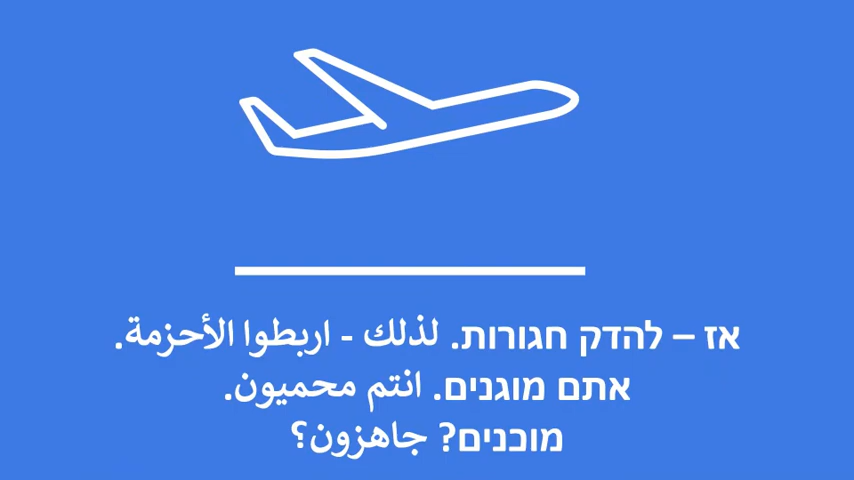 אז – להדק חגורות. لذلك - اربطوا الأحزمة.
אתם מוגנים. انتم محميون.
מוכנים? جاهزون؟